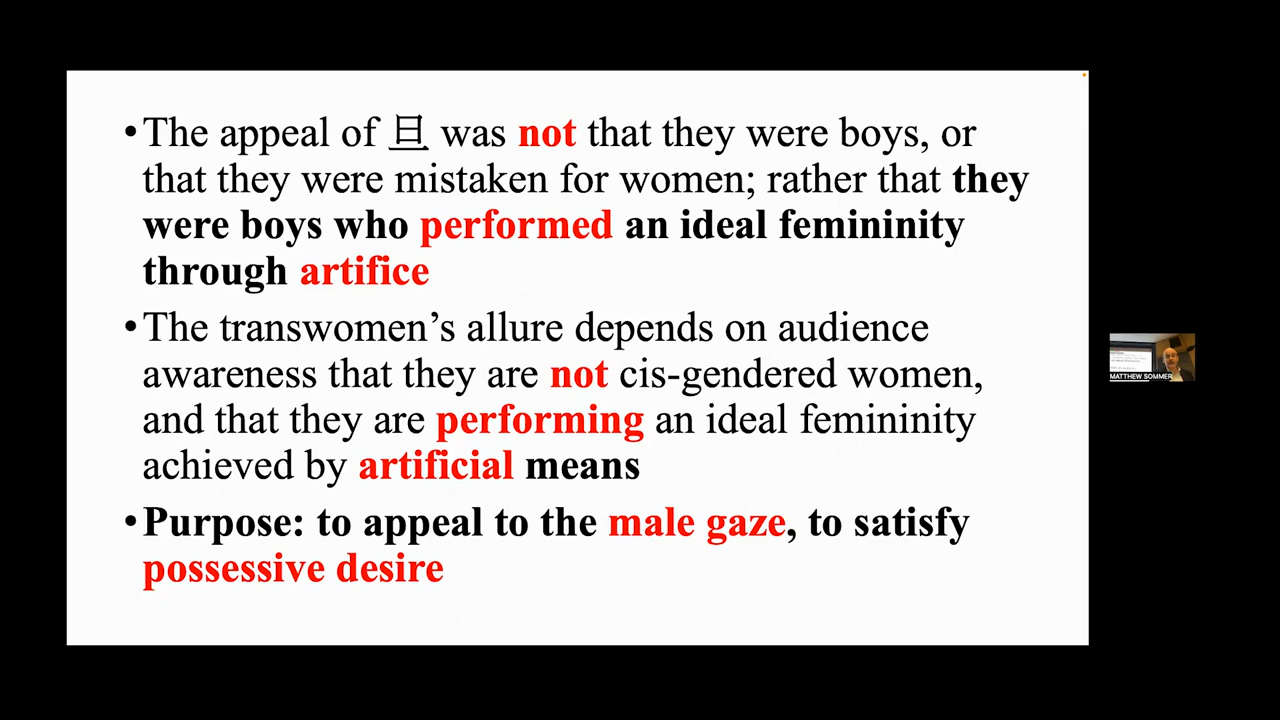 •The appeal of 旦 was not that they were boys, or
that they were mistaken for women; rather that they
were boys who performed an ideal femininity
through artifice
•The transwomen’s allure depends on audience
awareness that they are not cis-gendered women,
and that they are performing an ideal femininity
achieved by artificial means
•Purpose: to appeal to the male gaze, to satisfy
possessive desire
MATTHEW SOMMER